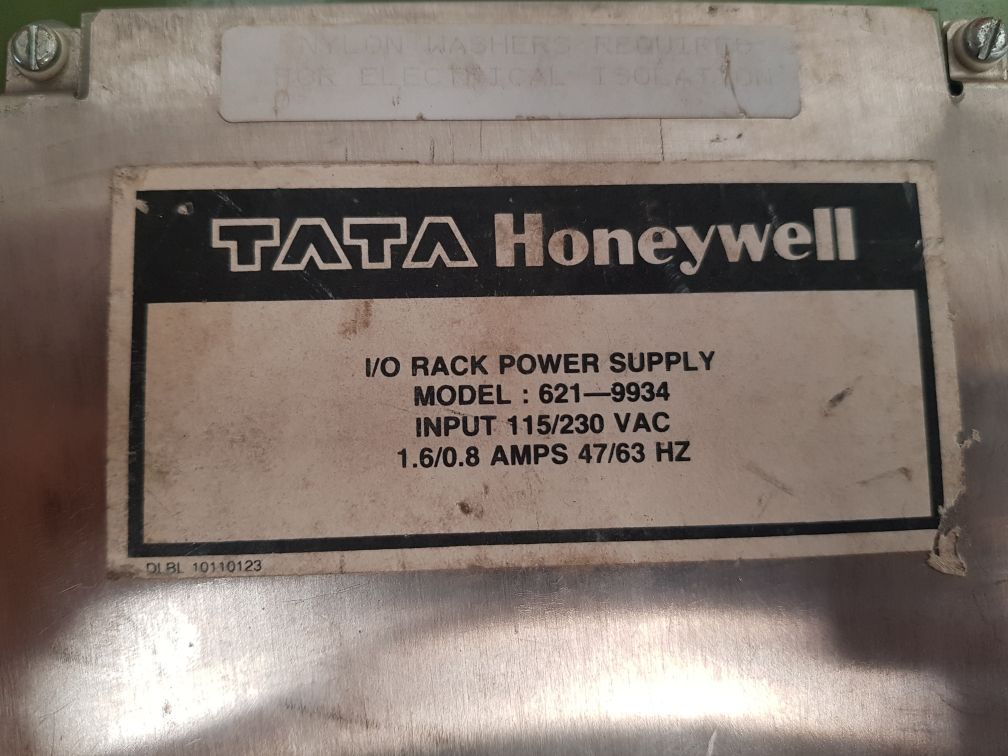 NYLON WASHERS REQUIRED
FOR ELECTRICAL ISOLATION
TATA Honeywell
I/O RACK POWER SUPPLY
MODEL : 621—9934
INPUT 115/230 VAC
1.6/0.8 AMPS 47/63 HZ
DLBL 10110123